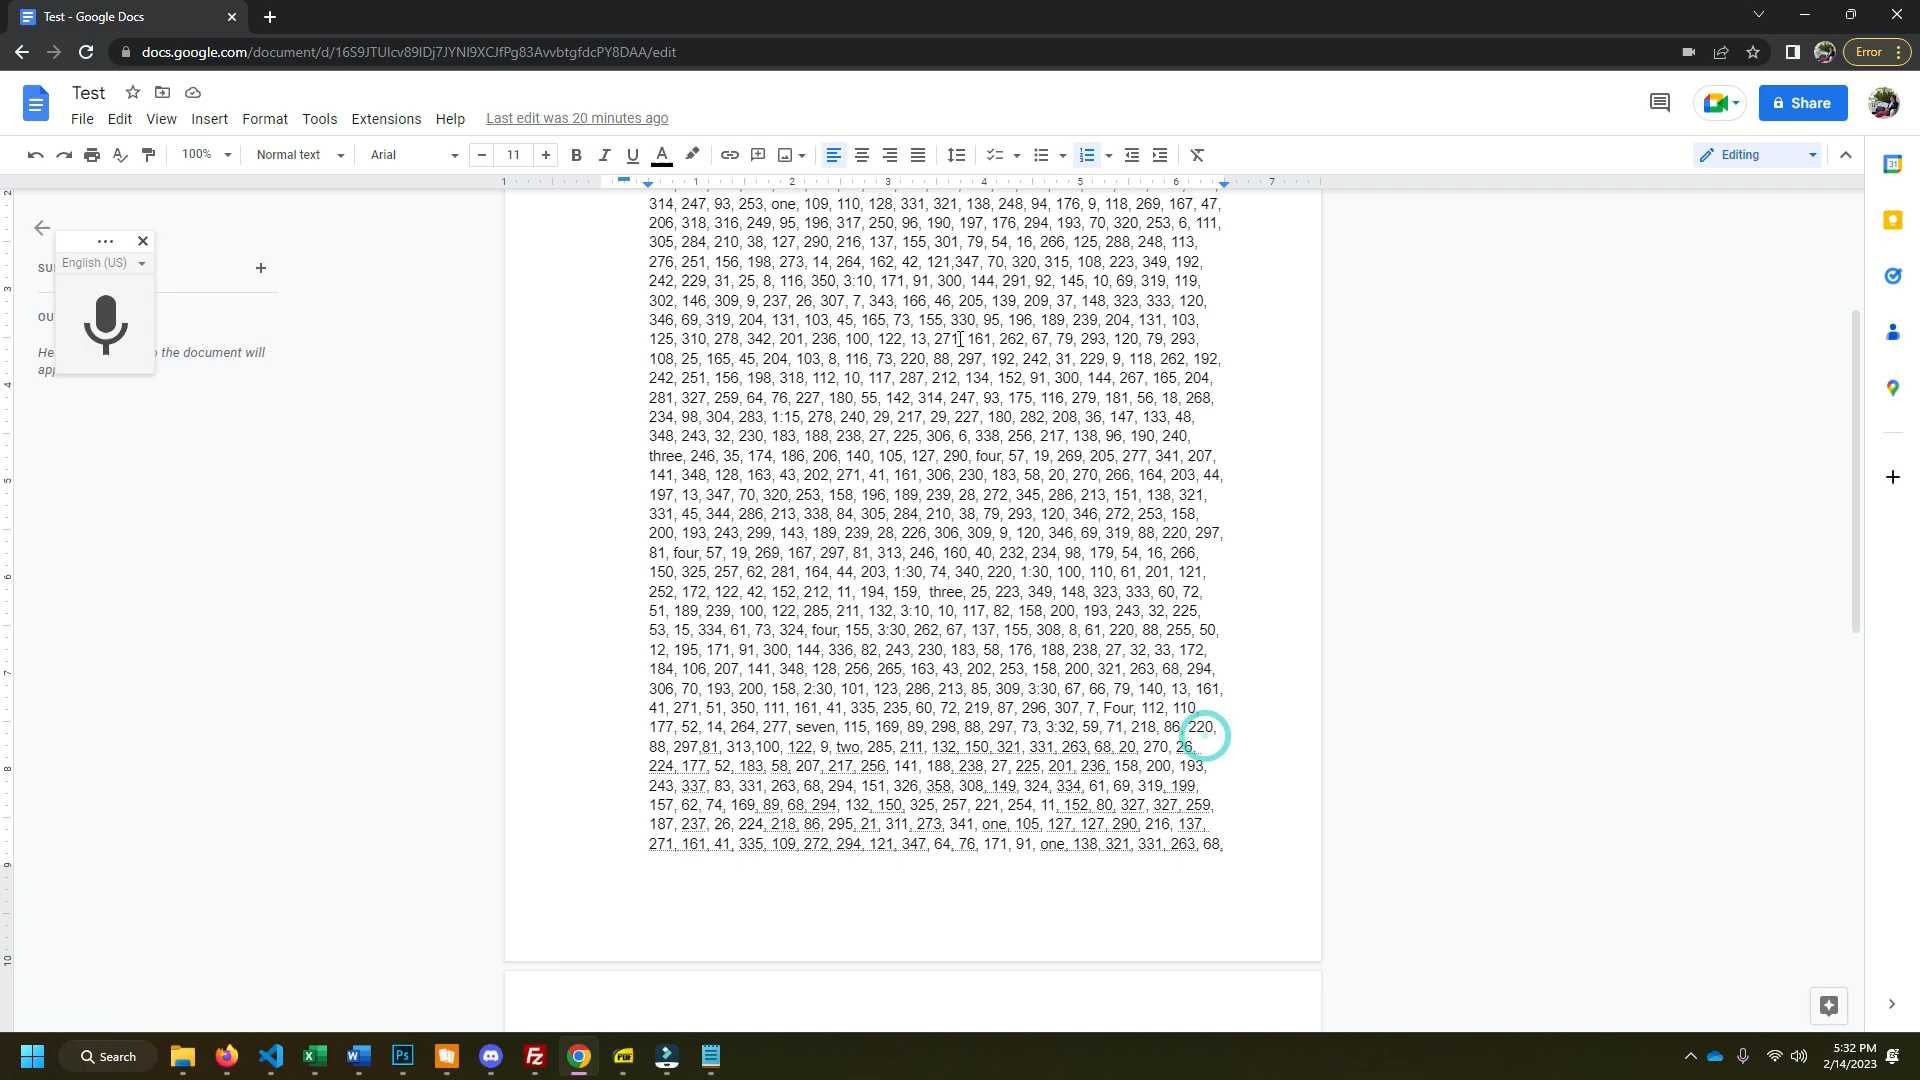 Test - Google Docs
docs.google.com/document/d/16S9JTUIcv89IDj7JYNI9XCJfPg83AvvbtgfdcPY8DAA/edit
Error
Test
File Edit View Insert Format Tools Extensions Help Last edit was 20 minutes ago
Share
100% Normal text Arial 11 Editing
1 1 2 3 4 5 6 7
English (US)
314, 247, 93, 253, one, 109, 110, 128, 331, 321, 138, 248, 94, 176, 9, 118, 269, 167, 47,
206, 318, 316, 249, 95, 196, 317, 250, 96, 190, 197, 176, 294, 193, 70, 320, 253, 6, 111,
305, 284, 210, 38, 127, 290, 216, 137, 155, 301, 79, 54, 16, 266, 125, 288, 248, 113,
276, 251, 156, 198, 273, 14, 264, 162, 42, 121,347, 70, 320, 315, 108, 223, 349, 192,
242, 229, 31, 25, 8, 116, 350, 3:10, 171, 91, 300, 144, 291, 92, 145, 10, 69, 319, 119,
302, 146, 309, 9, 237, 26, 307, 7, 343, 166, 46, 205, 139, 209, 37, 148, 323, 333, 120,
346, 69, 319, 204, 131, 103, 45, 165, 73, 155, 330, 95, 196, 189, 239, 204, 131, 103,
125, 310, 278, 342, 201, 236, 100, 122, 13, 271, 161, 262, 67, 79, 293, 120, 79, 293,
108, 25, 165, 45, 204, 103, 8, 116, 73, 220, 88, 297, 192, 242, 31, 229, 9, 118, 262, 192,
242, 251, 156, 198, 318, 112, 10, 117, 287, 212, 134, 152, 91, 300, 144, 267, 165, 204,
281, 327, 259, 64, 76, 227, 180, 55, 142, 314, 247, 93, 175, 116, 279, 181, 56, 18, 268,
234, 98, 304, 283, 1:15, 278, 240, 29, 217, 29, 227, 180, 282, 208, 36, 147, 133, 48,
348, 243, 32, 230, 183, 188, 238, 27, 225, 306, 6, 338, 256, 217, 138, 96, 190, 240,
three, 246, 35, 174, 186, 206, 140, 105, 127, 290, four, 57, 19, 269, 205, 277, 341, 207,
141, 348, 128, 163, 43, 202, 271, 41, 161, 306, 230, 183, 58, 20, 270, 266, 164, 203, 44,
197, 13, 347, 70, 320, 253, 158, 196, 189, 239, 28, 272, 345, 286, 213, 151, 138, 321,
331, 45, 344, 286, 213, 338, 84, 305, 284, 210, 38, 79, 293, 120, 346, 272, 253, 158,
200, 193, 243, 299, 143, 189, 239, 28, 226, 306, 309, 9, 120, 346, 69, 319, 88, 220, 297,
81, four, 57, 19, 269, 167, 297, 81, 313, 246, 160, 40, 232, 234, 98, 179, 54, 16, 266,
150, 325, 257, 62, 281, 164, 44, 203, 1:30, 74, 340, 220, 1:30, 100, 110, 61, 201, 121,
252, 172, 122, 42, 152, 212, 11, 194, 159, three, 25, 223, 349, 148, 323, 333, 60, 72,
51, 189, 239, 100, 122, 285, 211, 132, 3:10, 10, 117, 82, 158, 200, 193, 243, 32, 225,
53, 15, 334, 61, 73, 324, four, 155, 3:30, 262, 67, 137, 155, 308, 8, 61, 220, 88, 255, 50,
12, 195, 171, 91, 300, 144, 336, 82, 243, 230, 183, 58, 176, 188, 238, 27, 32, 33, 172,
184, 106, 207, 141, 348, 128, 256, 265, 163, 43, 202, 253, 158, 200, 321, 263, 68, 294,
306, 70, 193, 200, 158, 2:30, 101, 123, 286, 213, 85, 309, 3:30, 67, 66, 79, 140, 13, 161,
41, 271, 51, 350, 111, 161, 41, 335, 235, 60, 72, 219, 87, 296, 307, 7, Four, 112, 110,
177, 52, 14, 264, 277, seven, 115, 169, 89, 298, 88, 297, 73, 3:32, 59, 71, 218, 86, 220,
88, 297,81, 313,100, 122, 9, two, 285, 211, 132, 150, 321, 331, 263, 68, 20, 270, 26,
224, 177, 52, 183, 58, 207, 217, 256, 141, 188, 238, 27, 225, 201, 236, 158, 200, 193,
243, 337, 83, 331, 263, 68, 294, 151, 326, 358, 308, 149, 324, 334, 61, 69, 319, 199,
157, 62, 74, 169, 89, 68, 294, 132, 150, 325, 257, 221, 254, 11, 152, 80, 327, 327, 259,
187, 237, 26, 224, 218, 86, 295, 21, 311, 273, 341, one, 105, 127, 127, 290, 216, 137,
271, 161, 41, 335, 109, 272, 294, 121, 347, 64, 76, 171, 91, one, 138, 321, 331, 263, 68,
the document will
31
2
3
4
5
6
7
8
9
10
Search
5:32 PM
2/14/2023